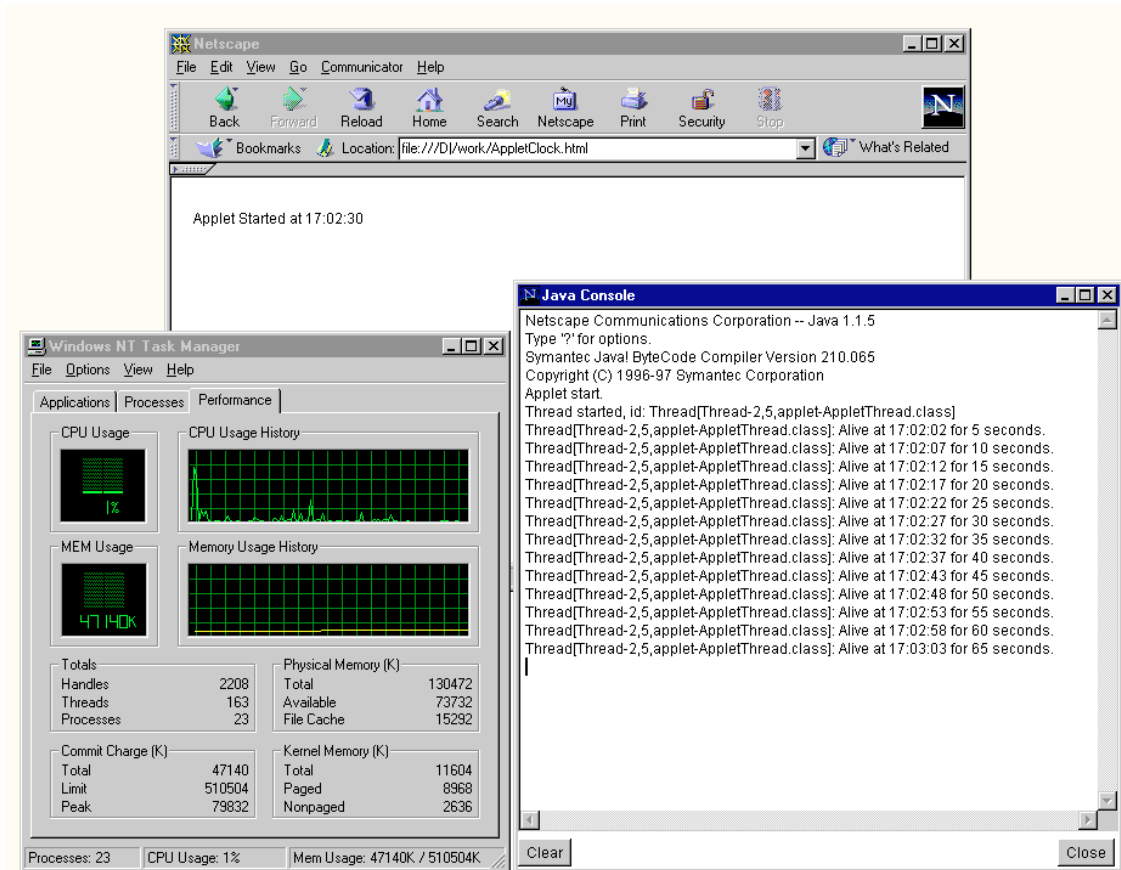 Netscape
File Edit View Go Communicator Help
My
N
Back Forward Reload Home Search Netscape Print Security Stop
Bookmarks Location: file:///D|/work/AppletClock.html What's Related
Applet Started at 17:02:30
N Java Console
Netscape Communications Corporation -- Java 1.1.5
Type '?' for options.
Symantec Java! ByteCode Compiler Version 210.065
Copyright (C) 1996-97 Symantec Corporation
Applet start.
Thread started, id: Thread[Thread-2,5,applet-AppletThread.class]
Thread[Thread-2,5,applet-AppletThread.class]: Alive at 17:02:02 for 5 seconds.
Thread[Thread-2,5,applet-AppletThread.class]: Alive at 17:02:07 for 10 seconds.
Thread[Thread-2,5,applet-AppletThread.class]: Alive at 17:02:12 for 15 seconds.
Thread[Thread-2,5,applet-AppletThread.class]: Alive at 17:02:17 for 20 seconds.
Thread[Thread-2,5,applet-AppletThread.class]: Alive at 17:02:22 for 25 seconds.
Thread[Thread-2,5,applet-AppletThread.class]: Alive at 17:02:27 for 30 seconds.
Thread[Thread-2,5,applet-AppletThread.class]: Alive at 17:02:32 for 35 seconds.
Thread[Thread-2,5,applet-AppletThread.class]: Alive at 17:02:37 for 40 seconds.
Thread[Thread-2,5,applet-AppletThread.class]: Alive at 17:02:43 for 45 seconds.
Thread[Thread-2,5,applet-AppletThread.class]: Alive at 17:02:48 for 50 seconds.
Thread[Thread-2,5,applet-AppletThread.class]: Alive at 17:02:53 for 55 seconds.
Thread[Thread-2,5,applet-AppletThread.class]: Alive at 17:02:58 for 60 seconds.
Thread[Thread-2,5,applet-AppletThread.class]: Alive at 17:03:03 for 65 seconds.
Clear Close
Windows NT Task Manager
File Options View Help
Applications Processes Performance
CPU Usage CPU Usage History
1%
MEM Usage Memory Usage History
47140K
Totals
Handles 2208
Threads 163
Processes 23
Physical Memory (K)
Total 130472
Available 73732
File Cache 15292
Commit Charge (K)
Total 47140
Limit 510504
Peak 79832
Kernel Memory (K)
Total 11604
Paged 8968
Nonpaged 2636
Processes: 23 CPU Usage: 1% Mem Usage: 47140K / 510504K